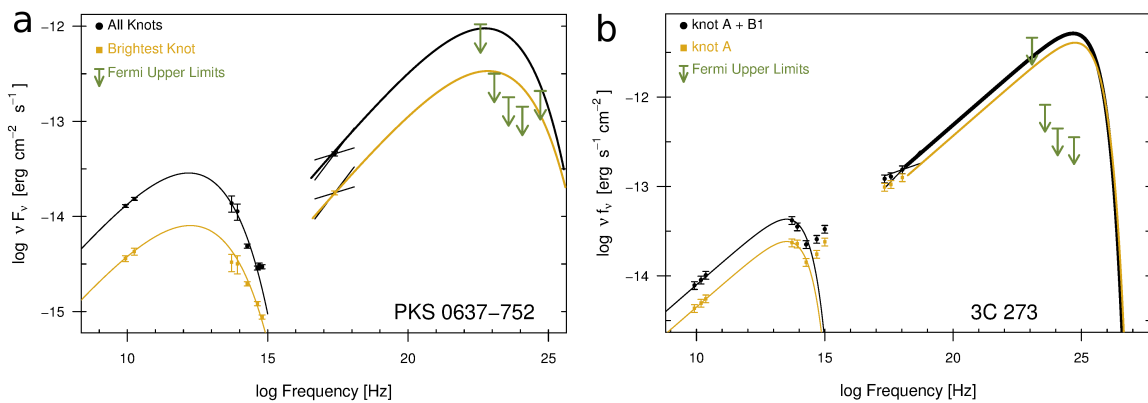 a
All Knots
Brightest Knot
Fermi Upper Limits
−12
−13
−14
−15
log ν Fν [erg cm−2 s−1]
PKS 0637−752
10
15
20
25
log Frequency [Hz]
b
knot A + B1
knot A
Fermi Upper Limits
−12
−13
−14
log ν fν [erg s−1 cm−2]
3C 273
10
15
20
25
log Frequency [Hz]